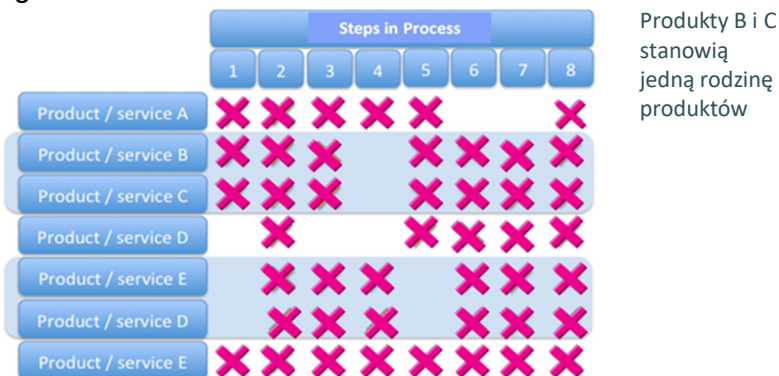 Steps in Process
1 2 3 4 5 6 7 8
Product / service A
Product / service B
Product / service C
Product / service D
Product / service E
Product / service D
Product / service E
Produkty B i C
stanowią
jedną rodzinę
produktów